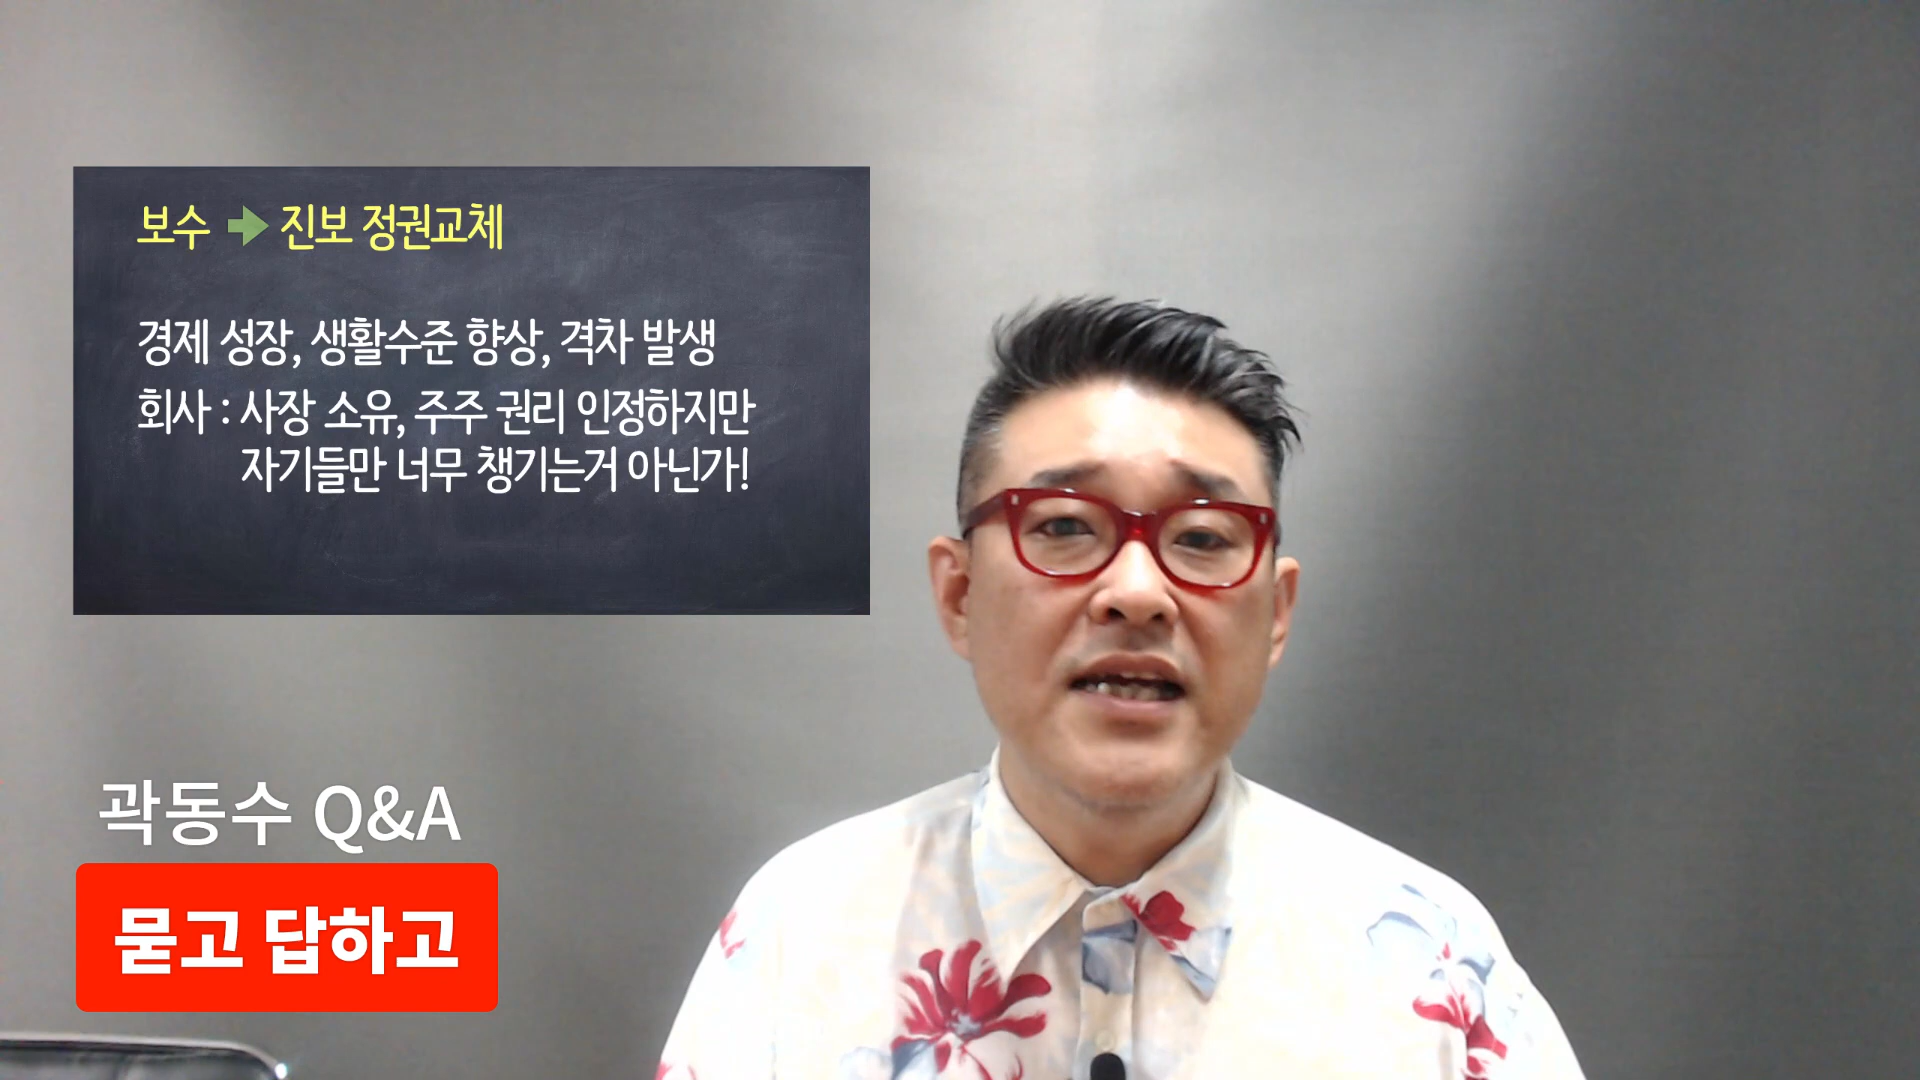 보수 ➡ 진보 정권교체
경제 성장, 생활수준 향상, 격차 발생
회사 : 사장 소유, 주주 권리 인정하지만
자기들만 너무 챙기는거 아닌가!
곽동수 Q&A
묻고 답하고